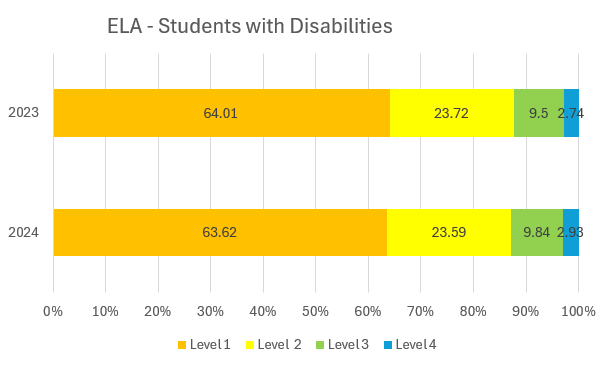 ELA - Students with Disabilities
2023
64.01 23.72 9.5 2.74
2024
63.62 23.59 9.84 2.93
0% 10% 20% 30% 40% 50% 60% 70% 80% 90% 100%
Level 1 Level 2 Level 3 Level 4